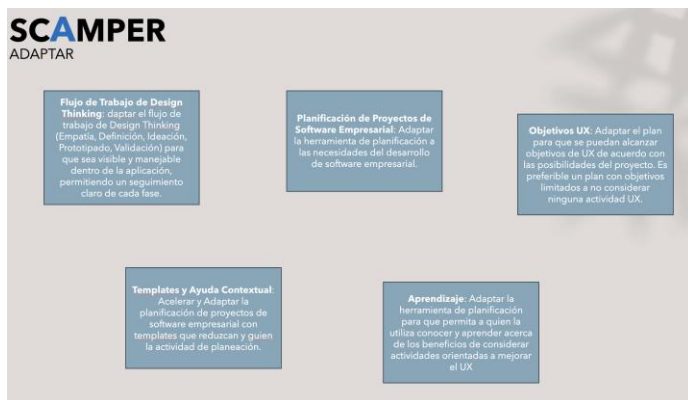 SCAMPER
ADAPTAR
Flujo de Trabajo de Design
Thinking: daptar el flujo de
trabajo de Design Thinking
(Empatía, Definición, Ideación,
Prototipado, Validación) para
que sea visible y manejable
dentro de la aplicación,
permitiendo un seguimiento
claro de cada fase.
Planificación de Proyectos de
Software Empresarial: Adaptar
la herramienta de planificación a
las necesidades del desarrollo
de software empresarial.
Objetivos UX: Adaptar el plan
para que se puedan alcanzar
objetivos de UX de acuerdo con
las posibilidades del proyecto. Es
preferible un plan con objetivos
limitados a no considerar
ninguna actividad UX.
Templates y Ayuda Contextual:
Acelerar y Adaptar la
planificación de proyectos de
software empresarial con
templates que reduzcan y guien
la actividad de planeación.
Aprendizaje: Adaptar la
herramienta de planificación
para que permita a quien la
utiliza conocer y aprender acerca
de los beneficios de considerar
actividades orientadas a mejorar
el UX